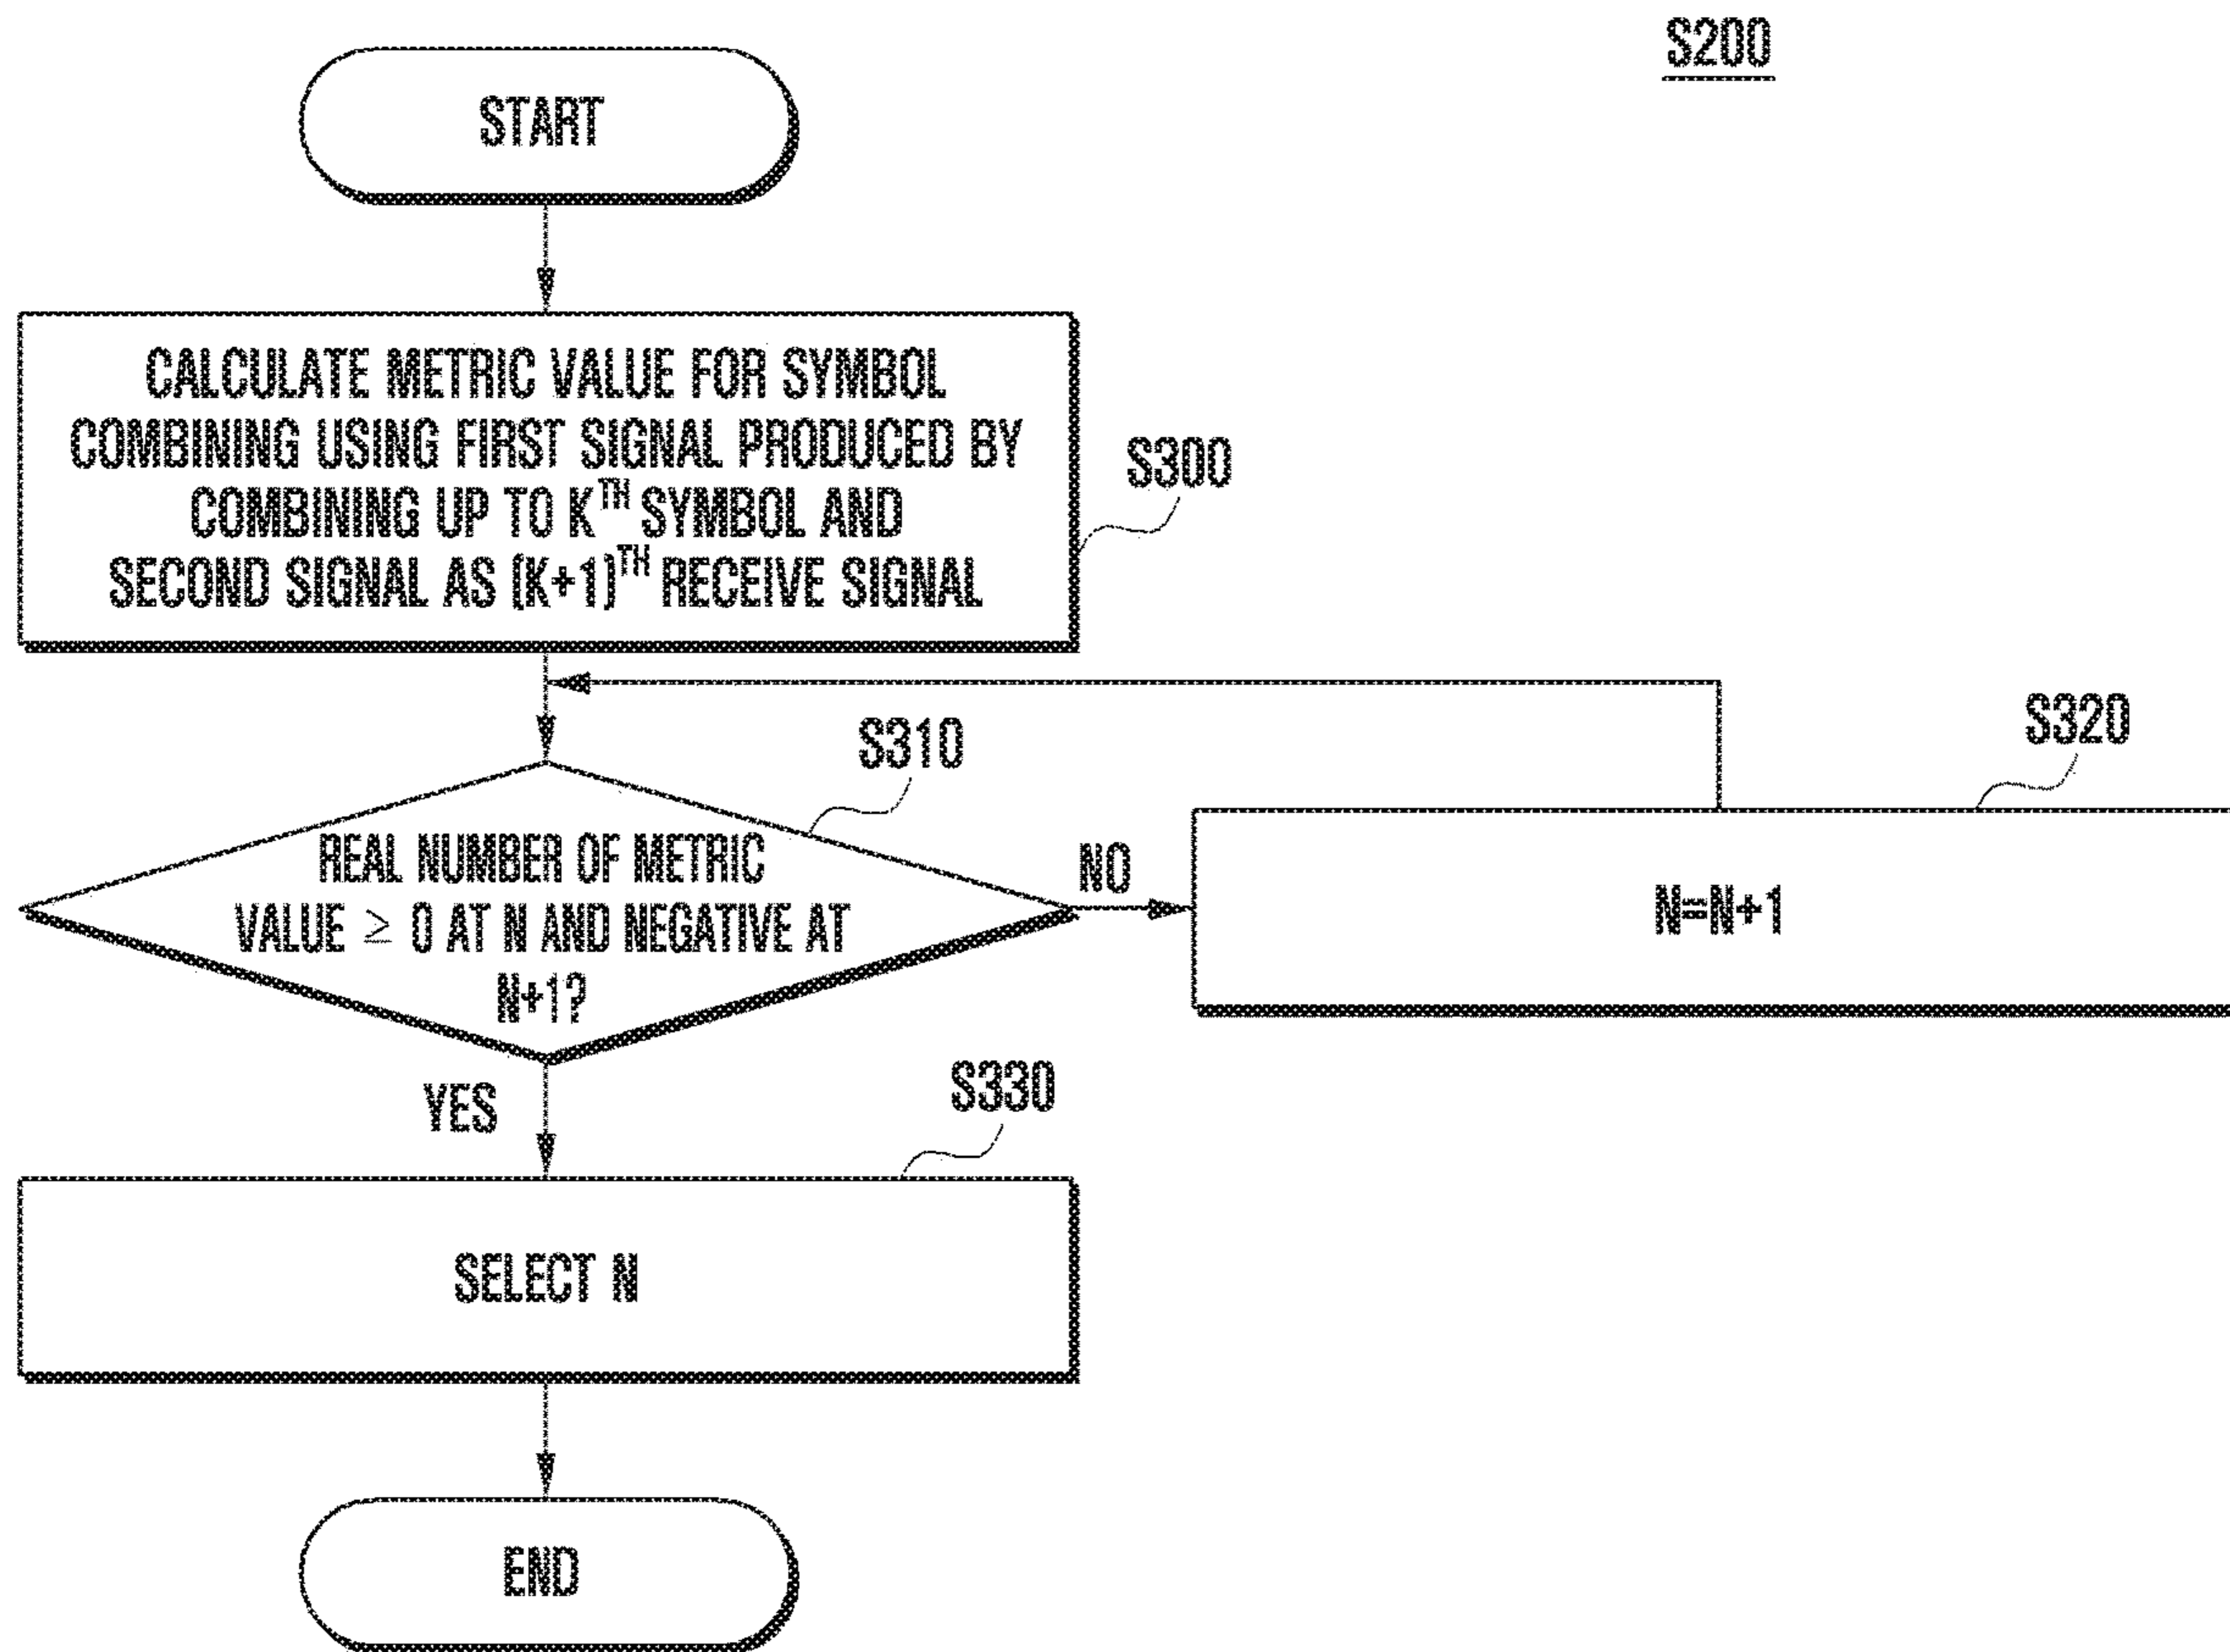 S200
START
CALCULATE METRIC VALUE FOR SYMBOL
COMBINING USING FIRST SIGNAL PRODUCED BY
COMBINING UP TO K^TH SYMBOL AND
SECOND SIGNAL AS (K+1)^TH RECEIVE SIGNAL
S300
S310
REAL NUMBER OF METRIC
VALUE ≥ 0 AT N AND NEGATIVE AT
N+1?
NO
S320
N=N+1
YES
S330
SELECT N
END